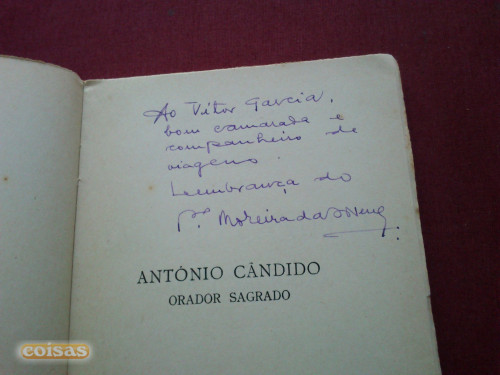 Ao Vitor Garcia,
bom camarada e
companheiro de
viagens.
Lembrança do
P.e Moreira das Neves
ANTÓNIO CÂNDIDO
ORADOR SAGRADO
coisas